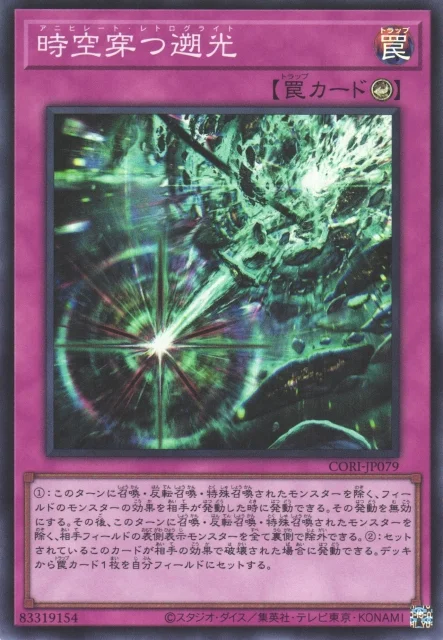 アニヒレート・レトログライト
時空穿つ遡光
トラップ
罠
トラップ
【罠カード】
CORI-JP079
①：このターンに召喚・反転召喚・特殊召喚されたモンスターを除く、フィー
ルドのモンスターの効果を相手が発動した時に発動できる。その発動を無効
にする。その後、このターンに召喚・反転召喚・特殊召喚されたモンスターを
除く、相手フィールドの表側表示モンスターを全て裏側で除外できる。②：セット
されているこのカードが相手の効果で破壊された場合に発動できる。デッキ
から罠カード１枚を自分フィールドにセットする。
83319154
©スタジオ・ダイス／集英社・テレビ東京・KONAMI